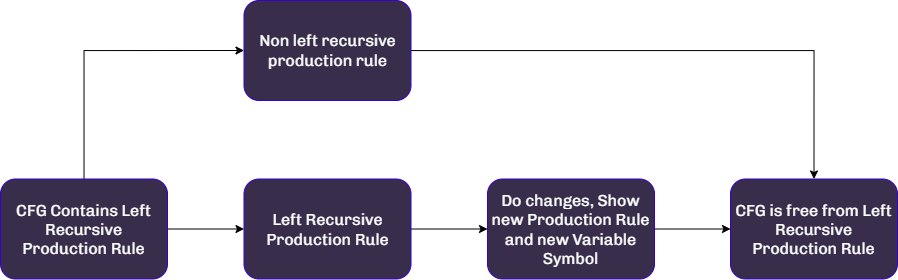 Non left recursive
production rule
CFG Contains Left
Recursive
Production Rule
Left Recursive
Production Rule
Do changes, Show
new Production Rule
and new Variable
Symbol
CFG is free from Left
Recursive
Production Rule